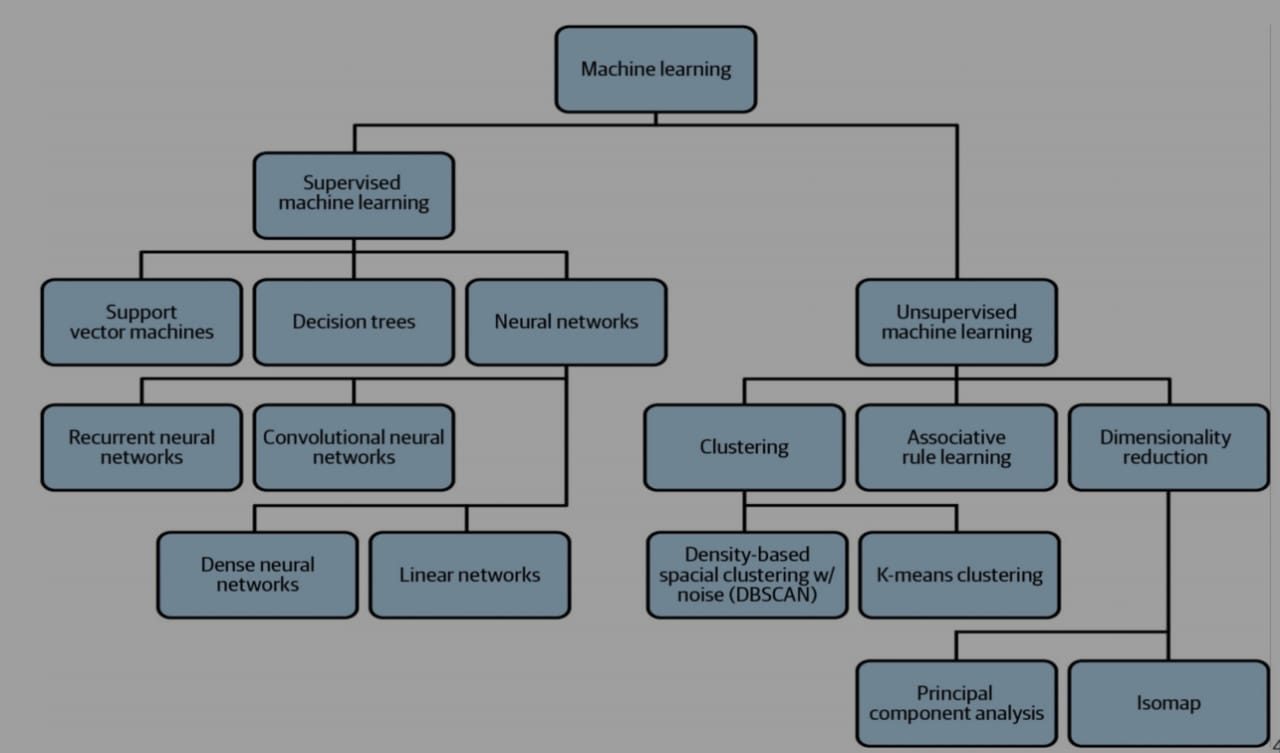 Machine learning
Supervised
machine learning
Support
vector machines
Decision trees
Neural networks
Unsupervised
machine learning
Recurrent neural
networks
Convolutional neural
networks
Clustering
Associative
rule learning
Dimensionality
reduction
Dense neural
networks
Linear networks
Density-based
spacial clustering w/
noise (DBSCAN)
K-means clustering
Principal
component analysis
Isomap